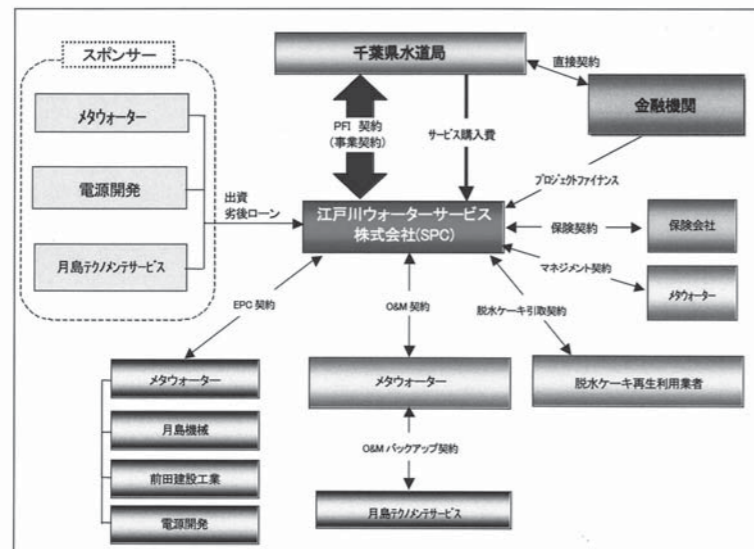 スポンサー
メタウォーター
電源開発
月島テクノメンテサービス
出資
劣後ローン
千葉県水道局
直接契約
金融機関
PFI 契約
(事業契約)
サービス購入費
プロジェクトファイナンス
江戸川ウォーターサービス
株式会社(SPC)
保険契約
保険会社
マネジメント契約
メタウォーター
EPC 契約
O&M 契約
脱水ケーキ引取契約
メタウォーター
月島機械
前田建設工業
電源開発
メタウォーター
O&M バックアップ契約
月島テクノメンテサービス
脱水ケーキ再生利用業者